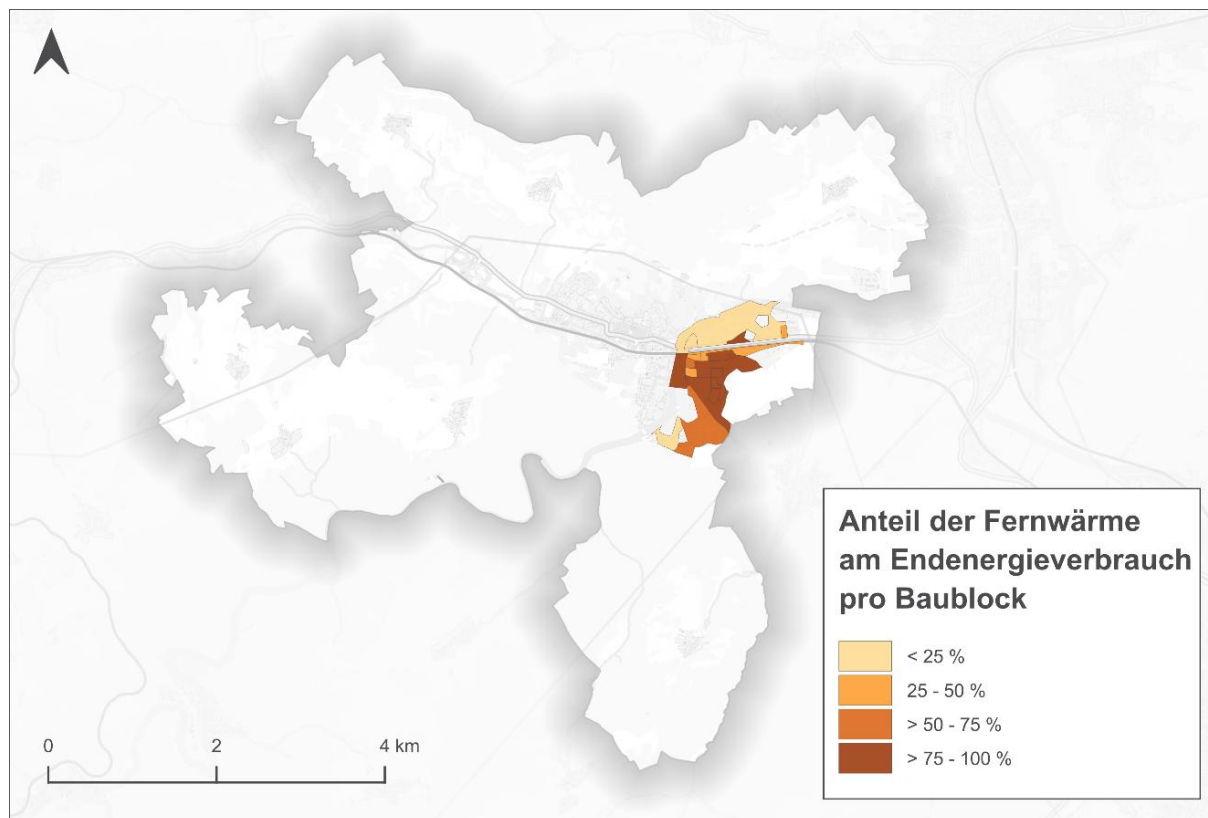 Anteil der Fernwärme
am Endenergieverbrauch
pro Baublock
< 25 %
25 - 50 %
> 50 - 75 %
> 75 - 100 %
0 2 4 km